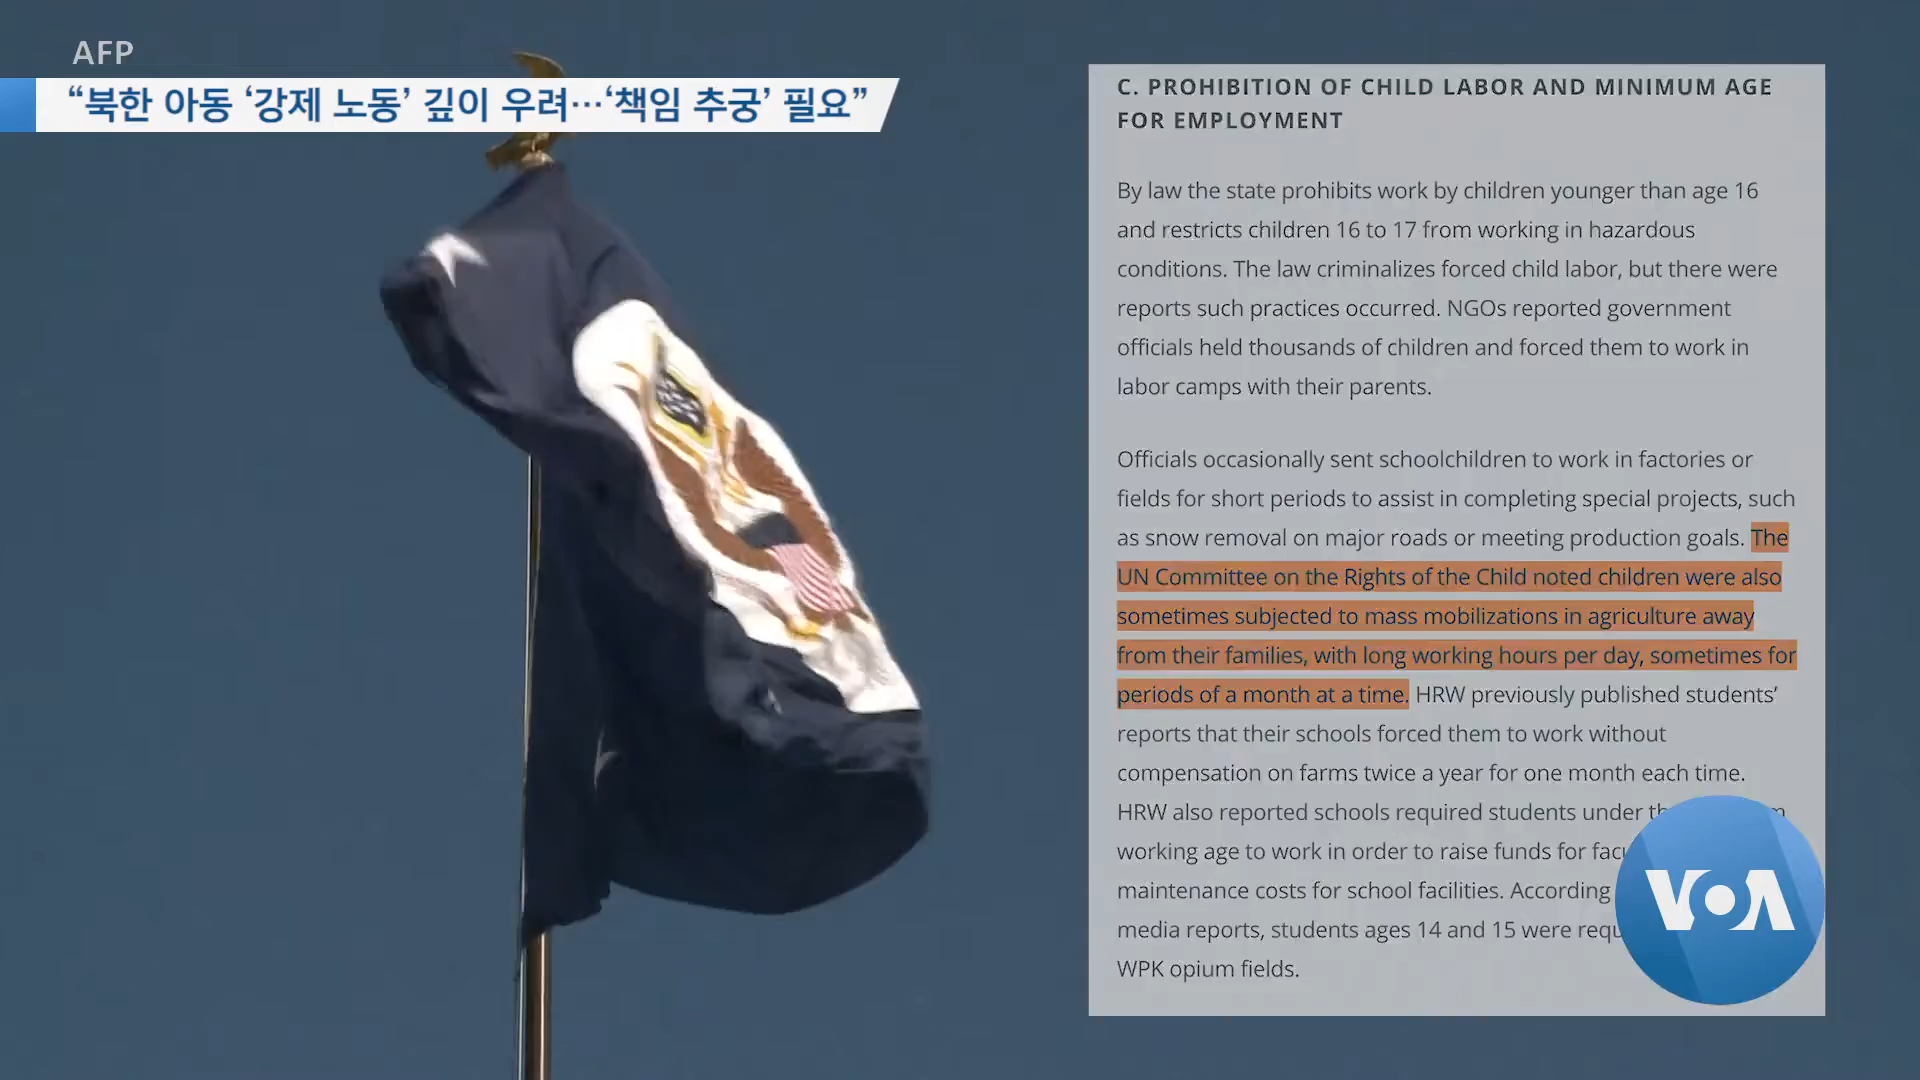 AFP
“북한 아동 ‘강제 노동’ 깊이 우려…‘책임 추궁’ 필요”
C. PROHIBITION OF CHILD LABOR AND MINIMUM AGE
FOR EMPLOYMENT
By law the state prohibits work by children younger than age 16
and restricts children 16 to 17 from working in hazardous
conditions. The law criminalizes forced child labor, but there were
reports such practices occurred. NGOs reported government
officials held thousands of children and forced them to work in
labor camps with their parents.
Officials occasionally sent schoolchildren to work in factories or
fields for short periods to assist in completing special projects, such
as snow removal on major roads or meeting production goals. The
UN Committee on the Rights of the Child noted children were also
sometimes subjected to mass mobilizations in agriculture away
from their families, with long working hours per day, sometimes for
periods of a month at a time. HRW previously published students’
reports that their schools forced them to work without
compensation on farms twice a year for one month each time.
HRW also reported schools required students under
working age to work in order to raise funds for
maintenance costs for school facilities. According
media reports, students ages 14 and 15 were
WPK opium fields.
VOA